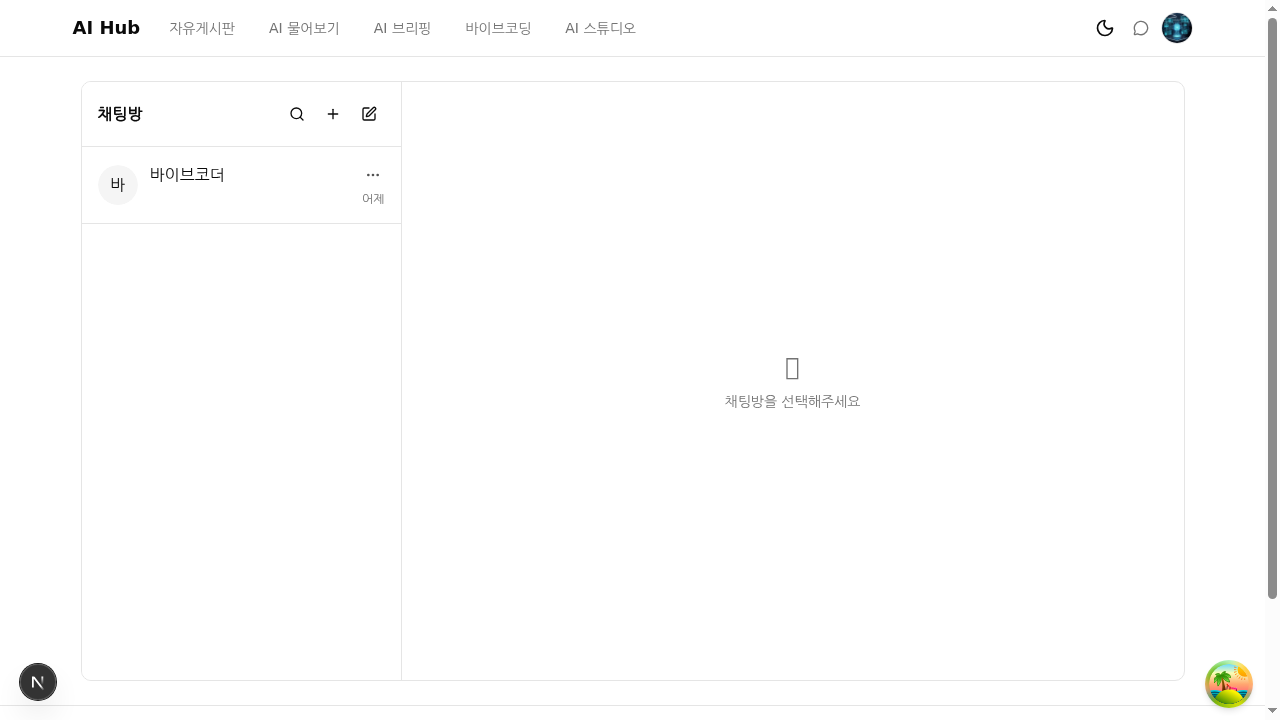 AI Hub
자유게시판
AI 물어보기
AI 브리핑
바이브코딩
AI 스튜디오
채팅방
바
바이브코더
어제
채팅방을 선택해주세요
N